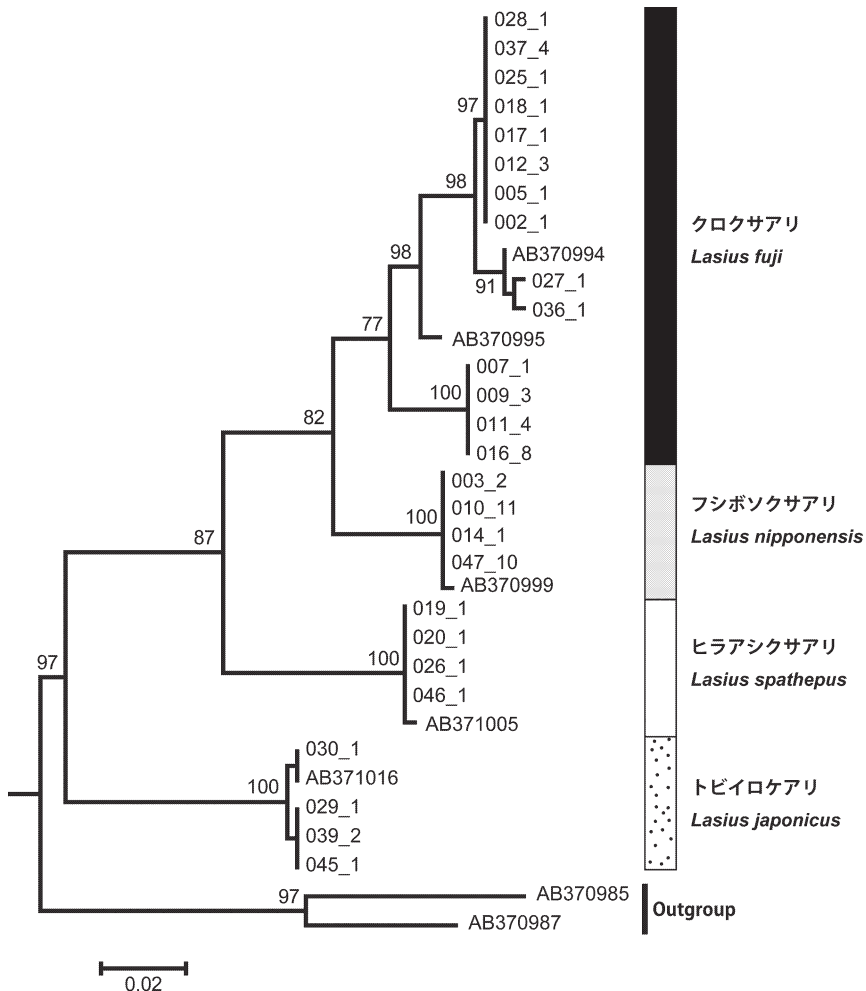 028_1
037_4
025_1
97
018_1
017_1
012_3
98
005_1
002_1
クロクサアリ
98
AB370994
Lasius fuji
027_1
91
036_1
77
AB370995
007_1
100
009_3
82
011_4
016_8
003_2
フシボソクサアリ
010_11
100
014_1
87
Lasius nipponensis
047_10
AB370999
019_1
020_1
ヒラアシクサアリ
100
026_1
97
Lasius spathepus
046_1
AB371005
030_1
AB371016
100
トビイロケアリ
029_1
Lasius japonicus
039_2
045_1
97
AB370985
Outgroup
AB370987
0.02